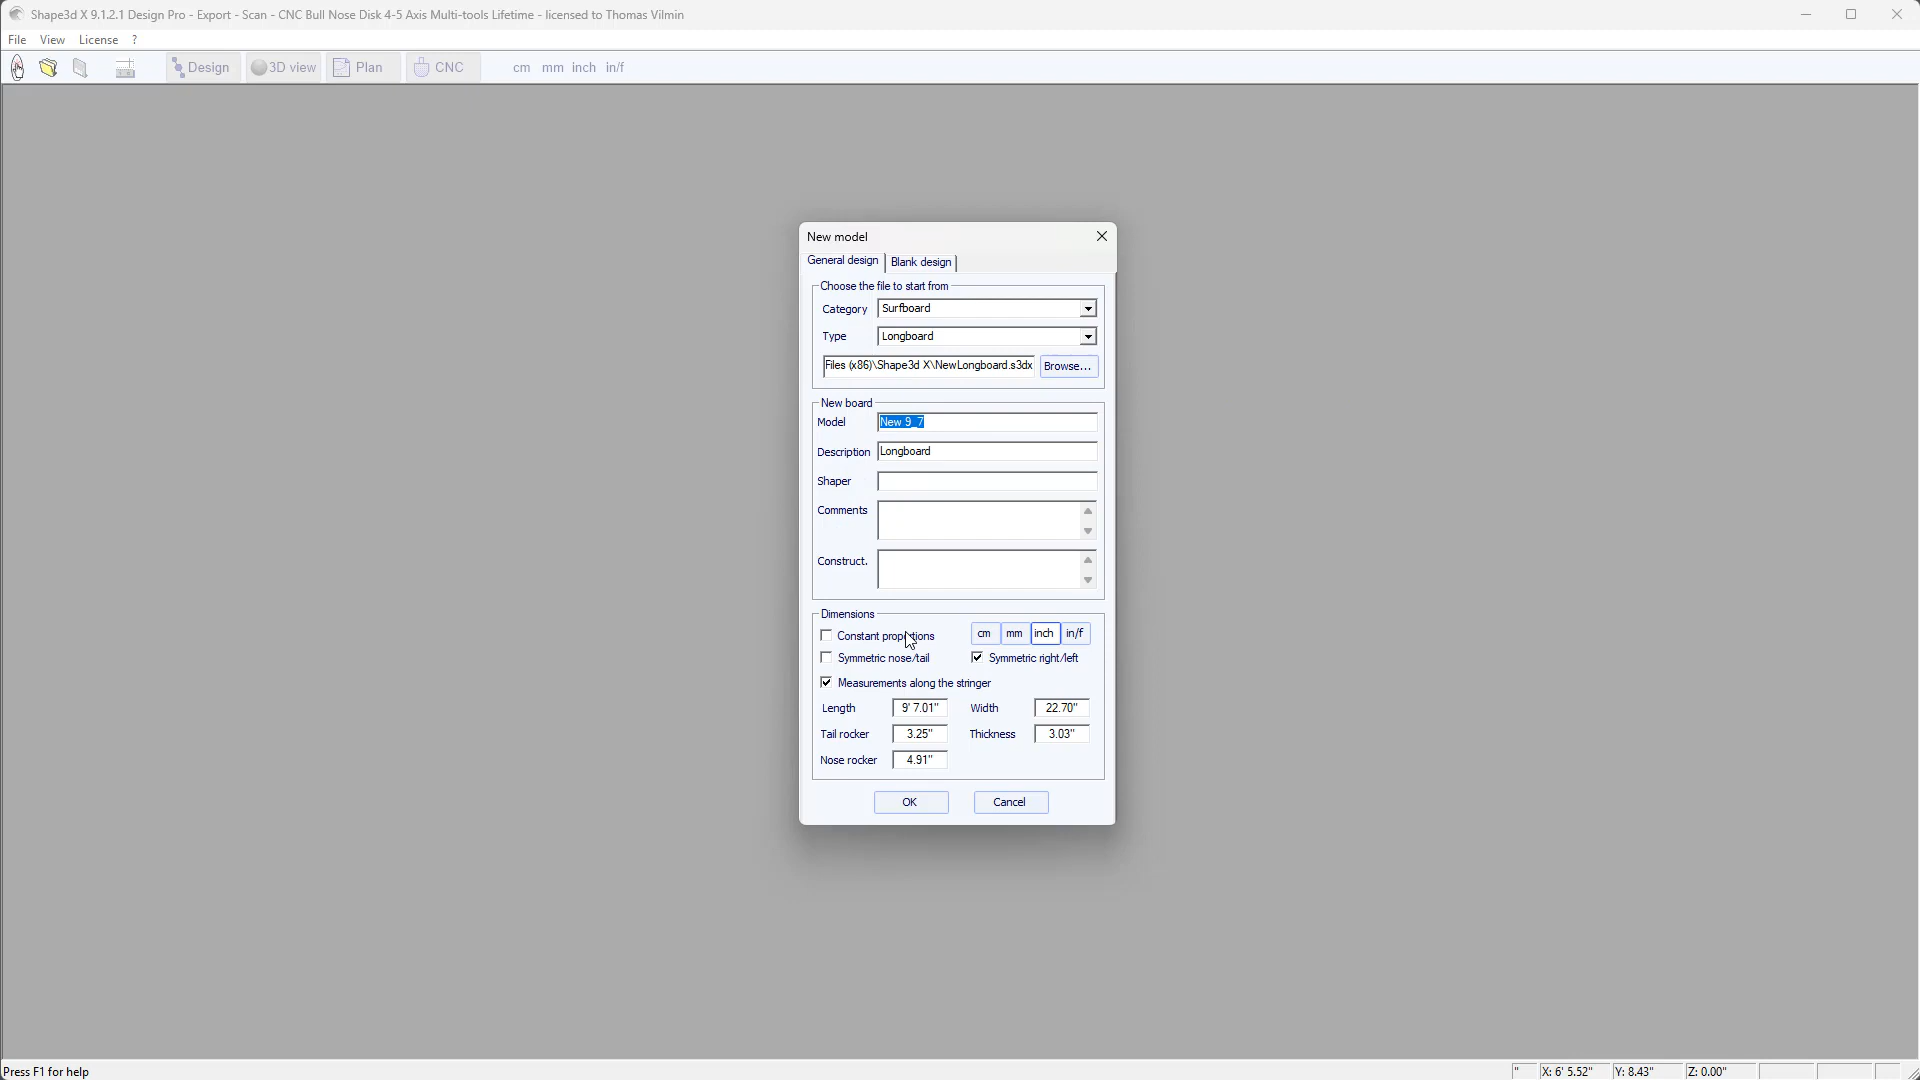 Shape3d X 9.1.2.1 Design Pro - Export - Scan - CNC Bull Nose Disk 4-5 Axis Multi-tools Lifetime - licensed to Thomas Vilmin
File View License ?
Design 3D view Plan CNC cm mm inch in/f
New model
General design Blank design
Choose the file to start from
Category Surfboard
Type Longboard
Files (x86)\Shape3d X\NewLongboard.s3dx Browse...
New board
Model New 9_7
Description Longboard
Shaper
Comments
Construct.
Dimensions
Constant proportions cm mm inch in/f
Symmetric nose/tail Symmetric right/left
Measurements along the stringer
Length 9' 7.01" Width 22.70"
Tail rocker 3.25" Thickness 3.03"
Nose rocker 4.91"
OK Cancel
Press F1 for help " X: 6' 5.52" Y: 8.43" Z: 0.00"